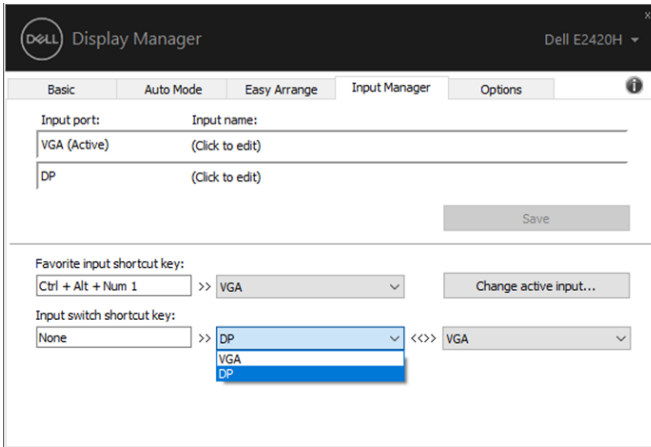 x
DELL Display Manager Dell E2420H
Basic Auto Mode Easy Arrange Input Manager Options i
Input port: Input name:
VGA (Active) (Click to edit)
DP (Click to edit)
Save
Favorite input shortcut key:
Ctrl + Alt + Num 1 >> VGA Change active input...
Input switch shortcut key:
None >> DP <<>> VGA
VGA
DP